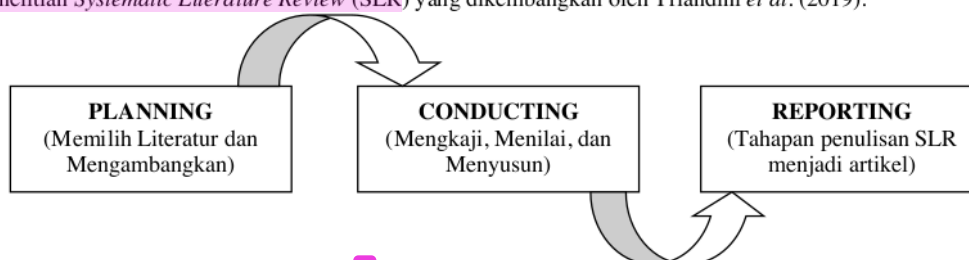 nelitian Systematic Literature Review (SLR) yang dikembangkan oleh Triandini et al. (2019).
PLANNING
(Memilih Literatur dan
Mengambangkan)
CONDUCTING
(Mengkaji, Menilai, dan
Menyusun)
REPORTING
(Tahapan penulisan SLR
menjadi artikel)